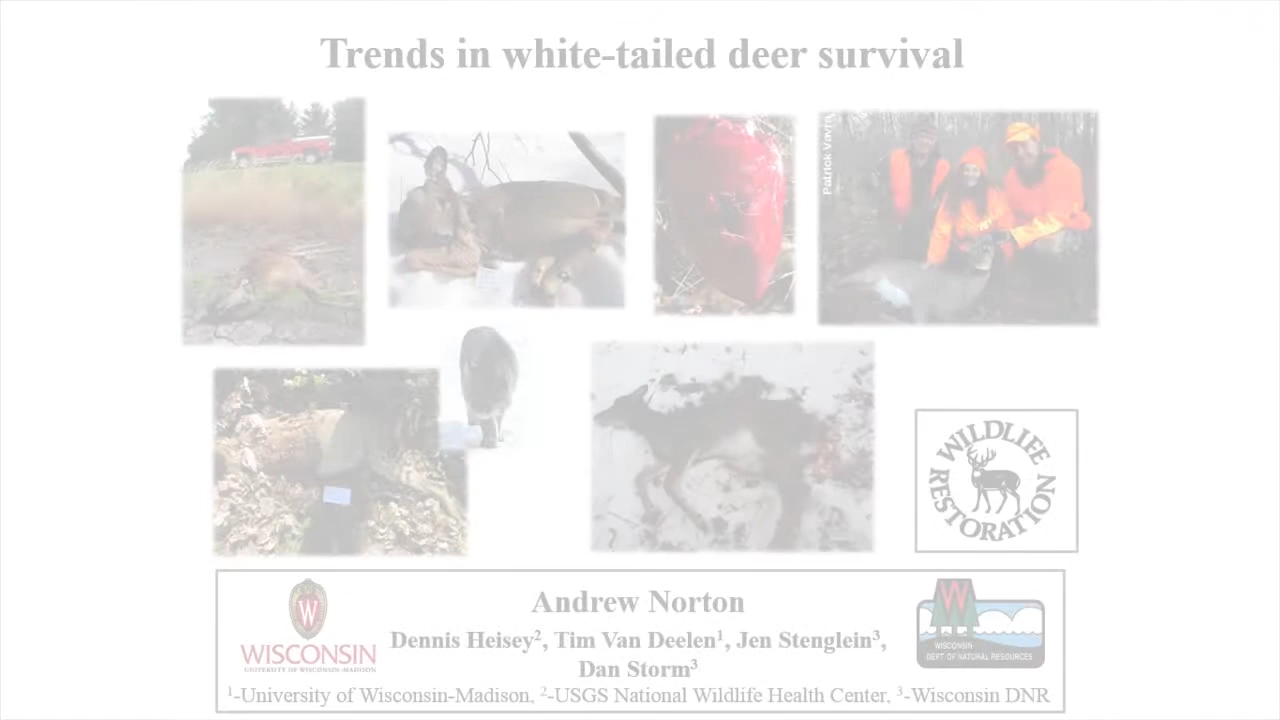 Trends in white-tailed deer survival
Patrick Vavra
WILDLIFE
RESTORATION
W
WISCONSIN
UNIVERSITY OF WISCONSIN-MADISON
Andrew Norton
Dennis Heisey², Tim Van Deelen¹, Jen Stenglein³,
Dan Storm³
W
WISCONSIN
DEPT. OF NATURAL RESOURCES
¹-University of Wisconsin-Madison, ²-USGS National Wildlife Health Center, ³-Wisconsin DNR